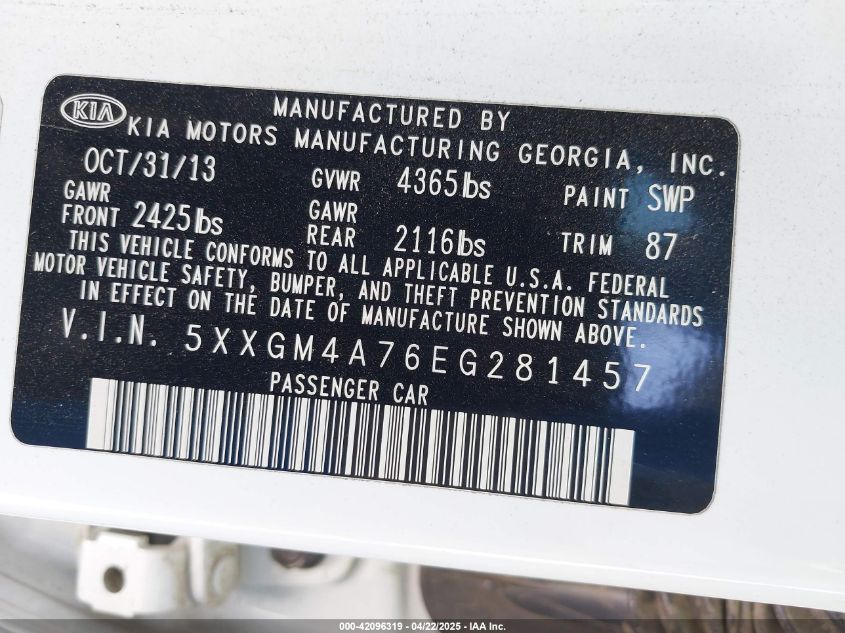 KIA
MANUFACTURED BY
KIA MOTORS MANUFACTURING GEORGIA, INC.
OCT/31/13 GVWR 4365lbs PAINT SWP
GAWR FRONT 2425lbs GAWR REAR 2116lbs TRIM 87
THIS VEHICLE CONFORMS TO ALL APPLICABLE U.S.A. FEDERAL
MOTOR VEHICLE SAFETY, BUMPER, AND THEFT PREVENTION STANDARDS
IN EFFECT ON THE DATE OF MANUFACTURE SHOWN ABOVE.
V.I.N. 5XXGM4A76EG281457
PASSENGER CAR
000-42096319 - 04/22/2025 - IAA Inc.